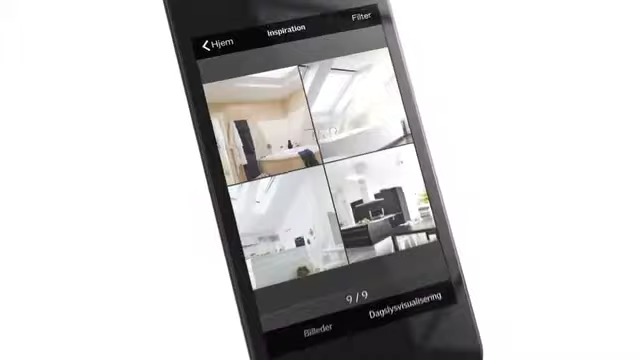 Hjem
Inspiration
Filter
9 / 9
Billeder
Dagslysvisualisering